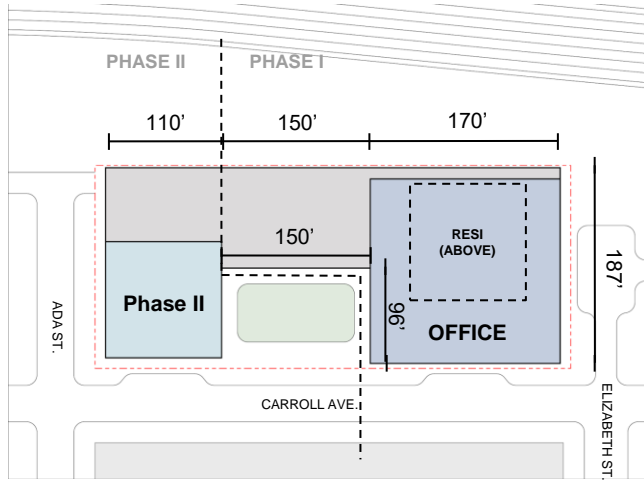 PHASE II
PHASE I
110'
150'
170'
150'
RESI
(ABOVE)
187'
Phase II
96'
OFFICE
ADA ST.
CARROLL AVE.
ELIZABETH ST.